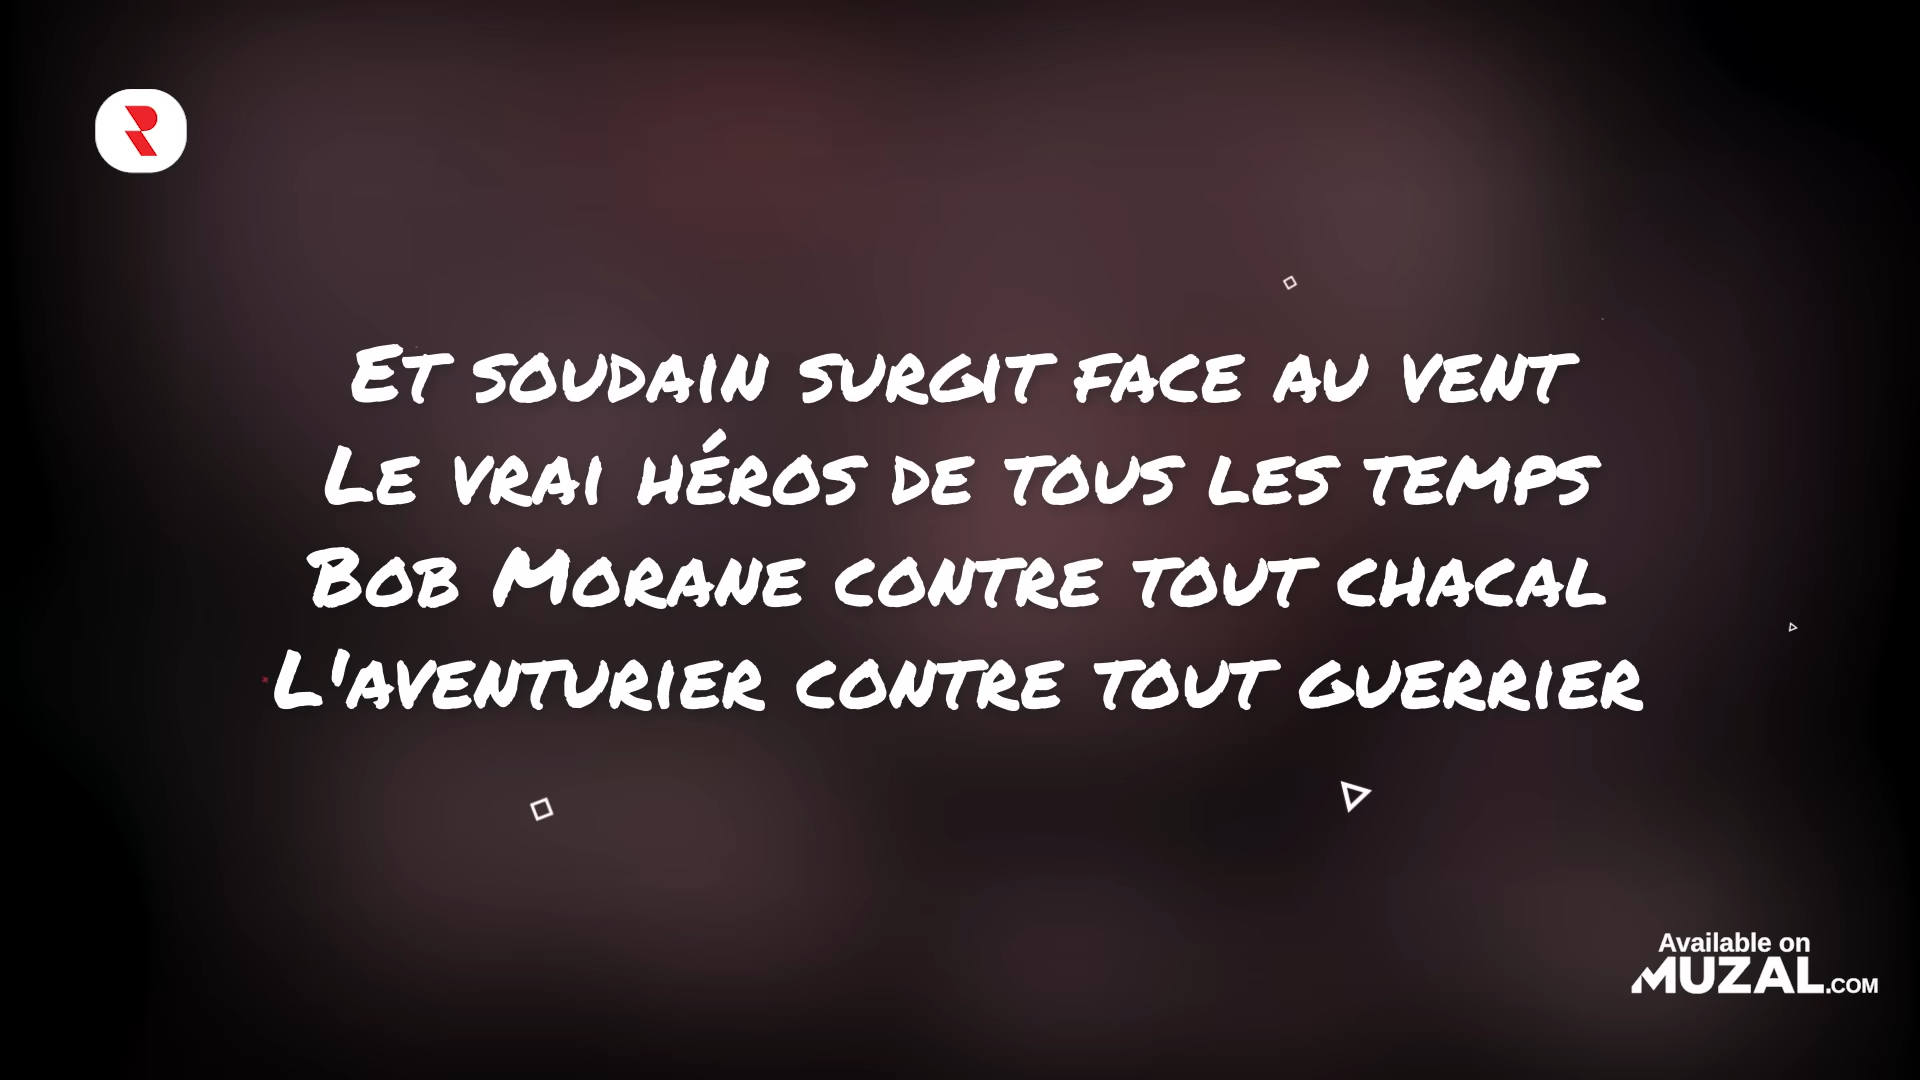 Et soudain surgit face au vent
Le vrai héros de tous les temps
Bob Morane contre tout chacal
L'aventurier contre tout guerrier
Available on
MUZAL.COM